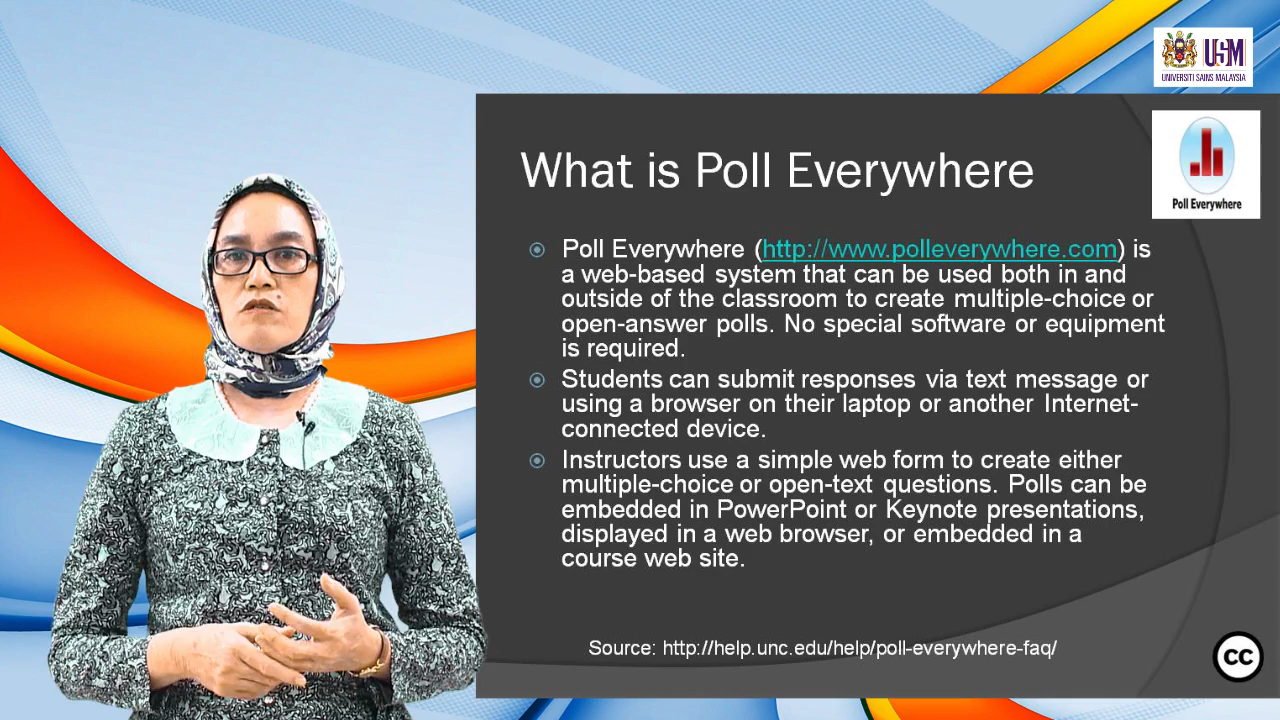 USM
UNIVERSITI SAINS MALAYSIA
What is Poll Everywhere
Poll Everywhere
Poll Everywhere (http://www.polleverywhere.com) is
a web-based system that can be used both in and
outside of the classroom to create multiple-choice or
open-answer polls. No special software or equipment
is required.
Students can submit responses via text message or
using a browser on their laptop or another Internet-
connected device.
Instructors use a simple web form to create either
multiple-choice or open-text questions. Polls can be
embedded in PowerPoint or Keynote presentations,
displayed in a web browser, or embedded in a
course web site.
Source: http://help.unc.edu/help/poll-everywhere-faq/
cc